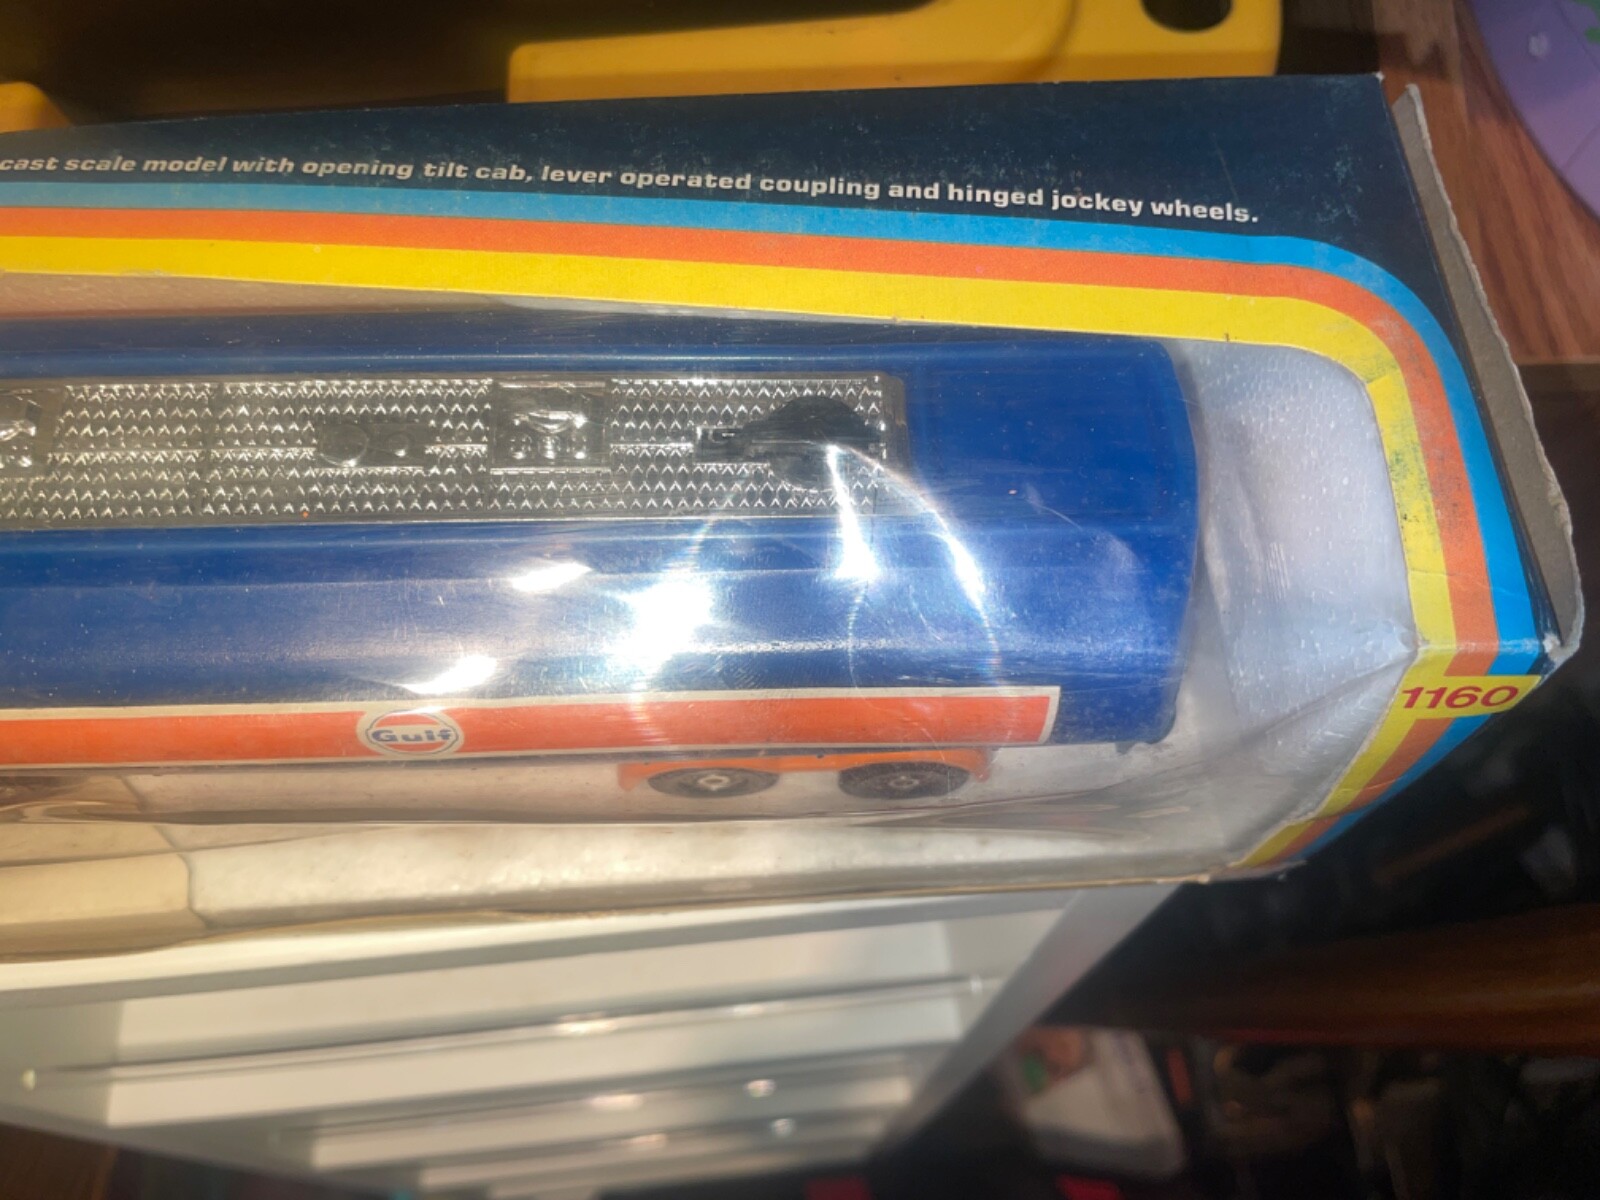 cast scale model with opening tilt cab, lever operated coupling and hinged jockey wheels.
Gulf
1160